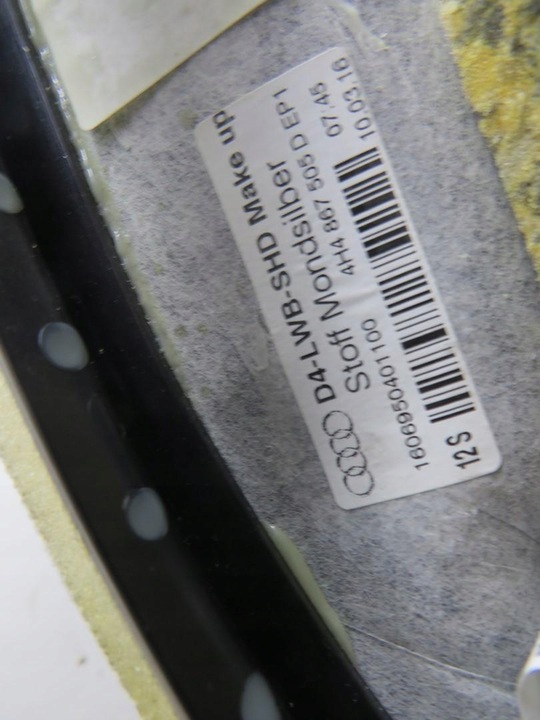 D4-LWB-SHD Make up
Stoff Mondsilber
4H4 867 505 D EP1
1606950401100 07:45
12S 10.03.16